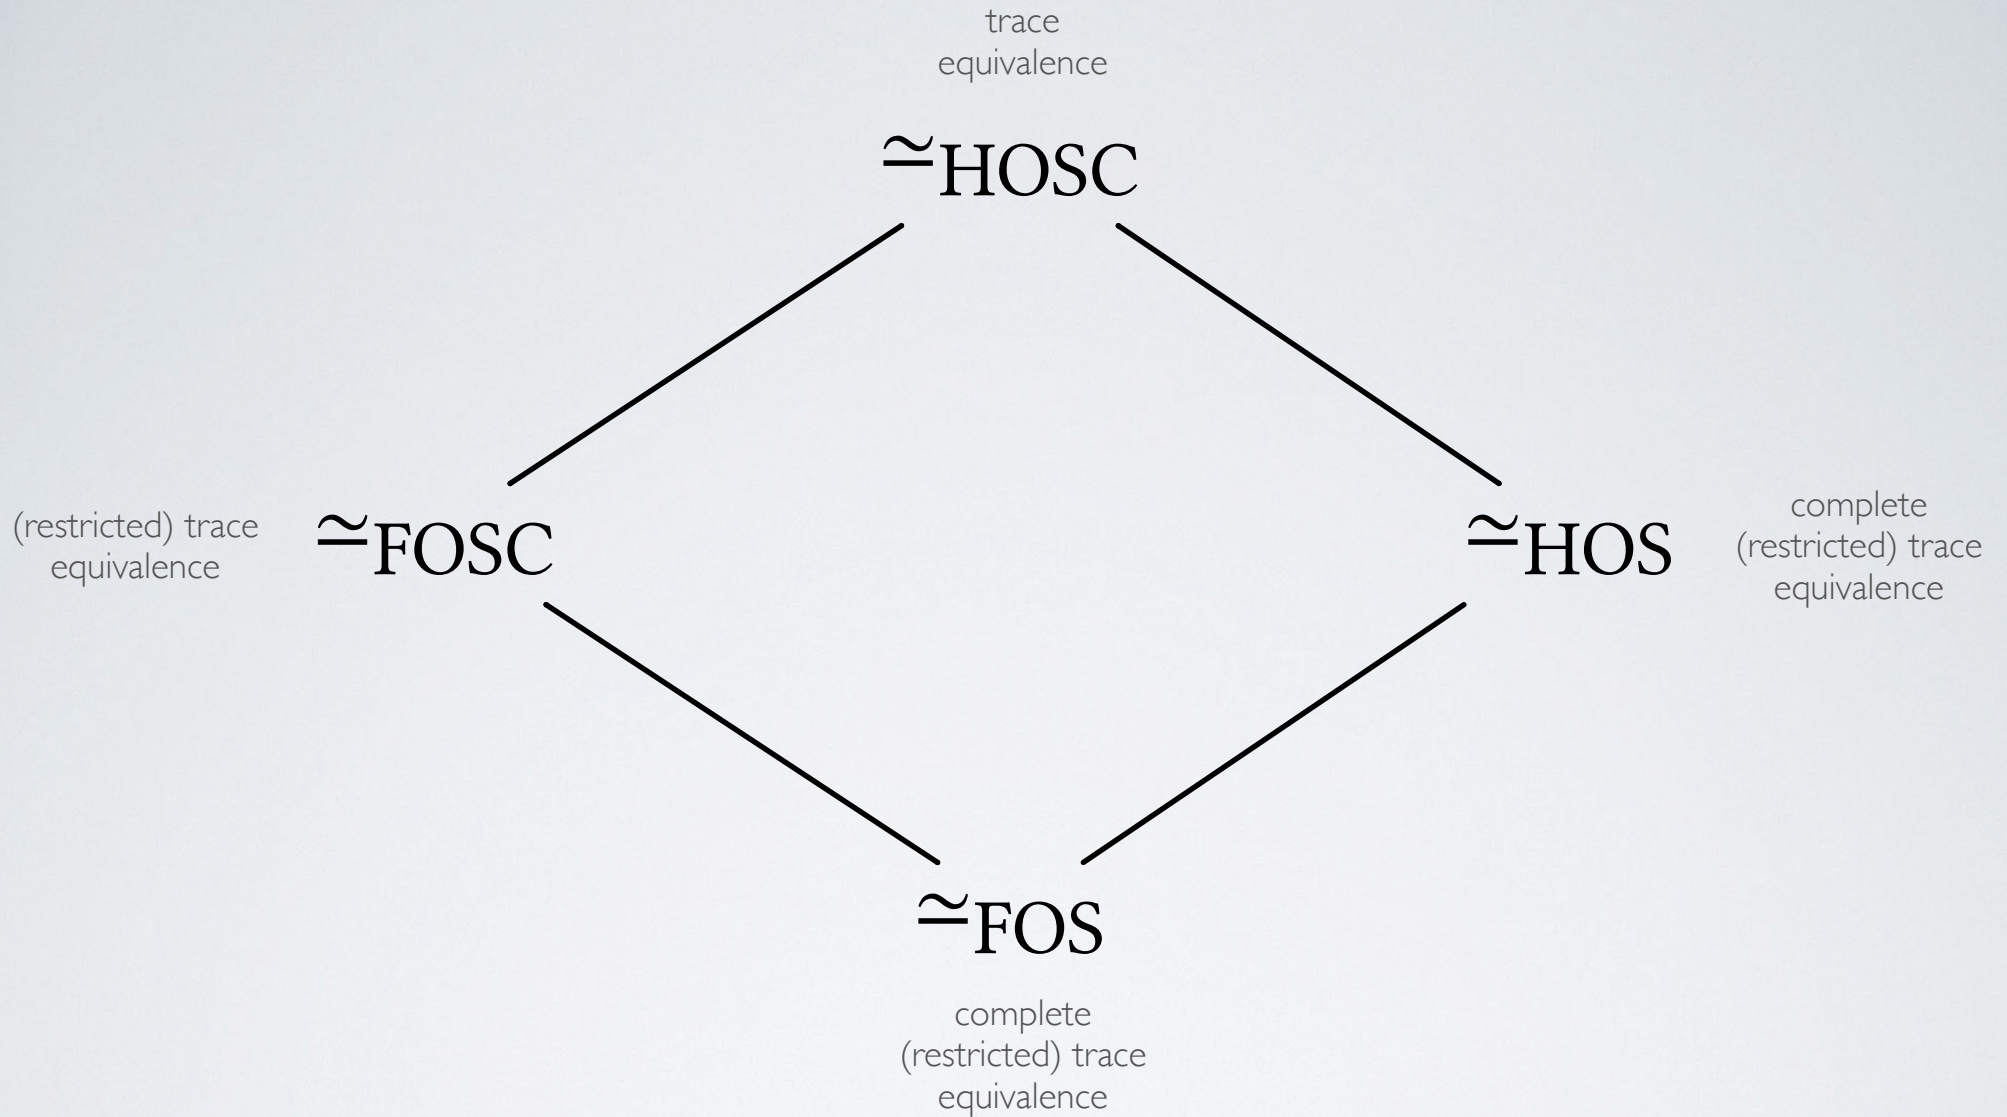 trace
equivalence
≃HOSC
(restricted) trace
equivalence
≃FOSC
≃HOS
complete
(restricted) trace
equivalence
≃FOS
complete
(restricted) trace
equivalence